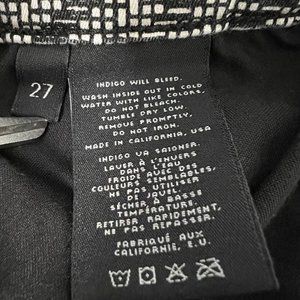 27
INDIGO WILL BLEED.
WASH INSIDE OUT IN COLD
WATER WITH LIKE COLORS.
DO NOT BLEACH.
TUMBLE DRY LOW.
REMOVE PROMPTLY,
DO NOT IRON.
MADE IN CALIFORNIA, USA
INDIGO VA SAIGNER.
LAVER À L'ENVERS
DANS L'EAU
FROIDE AVEC DES
COULEURS SEMBLABLES,
NE PAS UTILISER
DE JAVEL.
SÉCHER À BASSE
TEMPÉRATURE,
RETIRER RAPIDEMENT,
NE PAS REPASSER.
FABRIQUÉ AUX
CALIFORNIE, E.U.